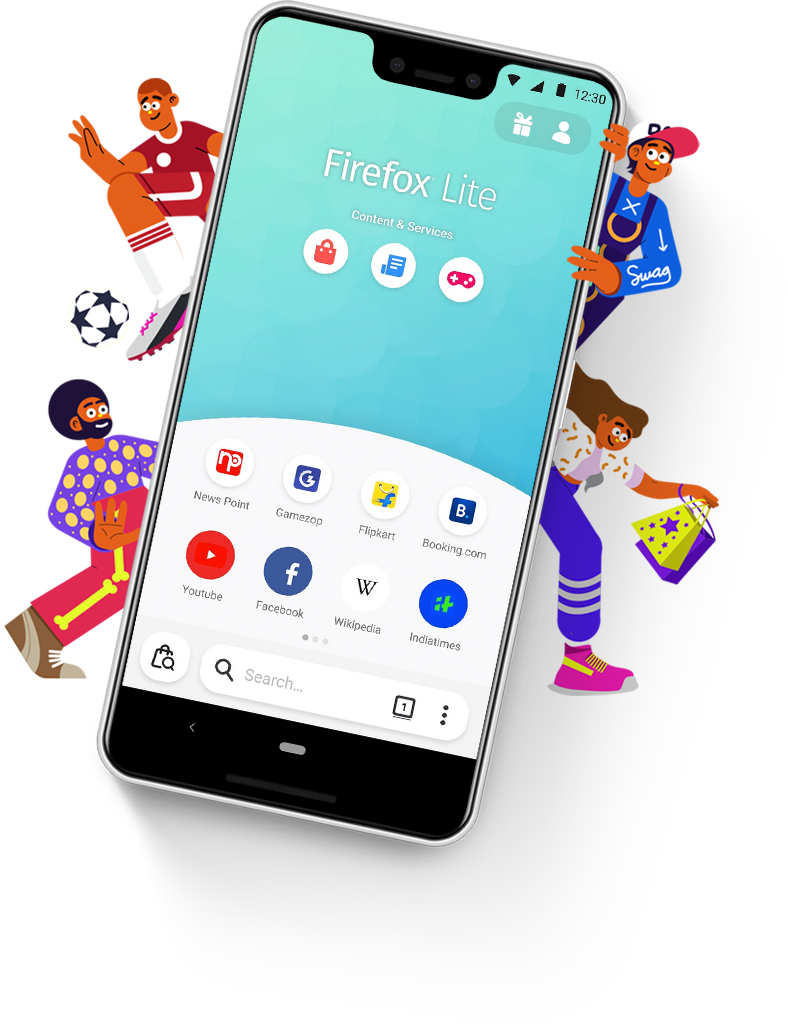 12:30
Firefox Lite
Content & Services
np
News Point
G
Gamezop
f
Flipkart
B.
Booking.com
Youtube
f
Facebook
W
Wikipedia
it
Indiatimes
Search...
1
Swag